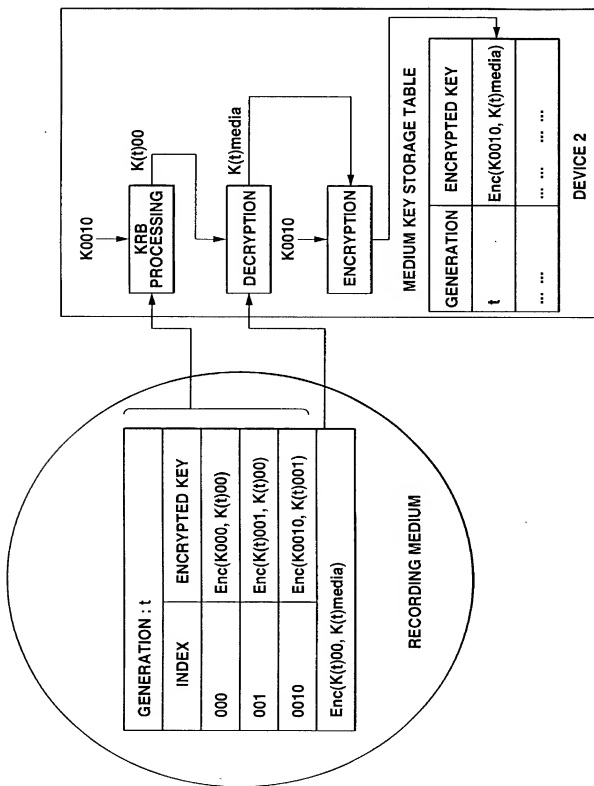 GENERATION : t
INDEX ENCRYPTED KEY
000 Enc(K000, K(t)00)
001 Enc(K(t)001, K(t)00)
0010 Enc(K0010, K(t)001)
Enc(K(t)00, K(t)media)
RECORDING MEDIUM
K0010
KRB
PROCESSING
K(t)00
DECRYPTION
K(t)media
K0010
ENCRYPTION
MEDIUM KEY STORAGE TABLE
GENERATION ENCRYPTED KEY
t Enc(K0010, K(t)media)
... ... ... ... ... ...
DEVICE 2